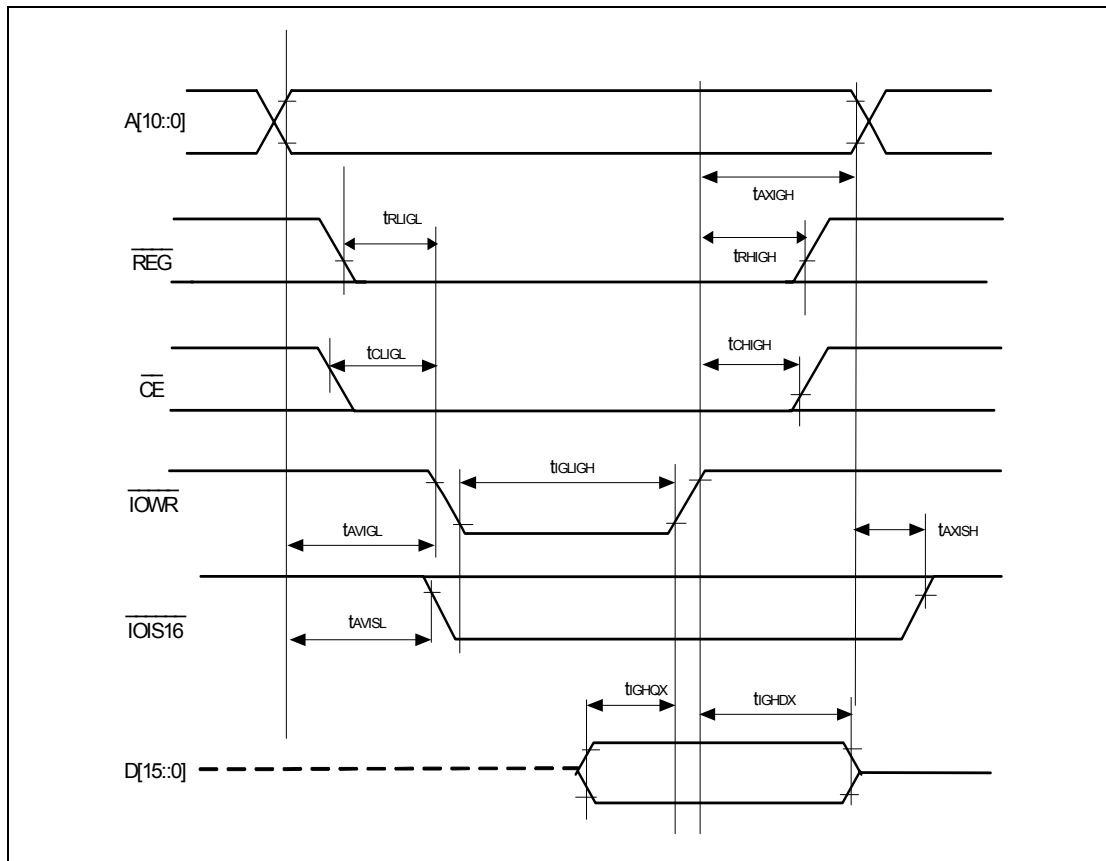 A[10::0]
tAXIGH
tRLIGL
REG
tRHIGH
tCLIGL
tCHIGH
CE
tIGLIGH
IOWR
tAVIGL
tAXISH
IOIS16
tAVISL
tIGHQX
tIGHDX
D[15::0]